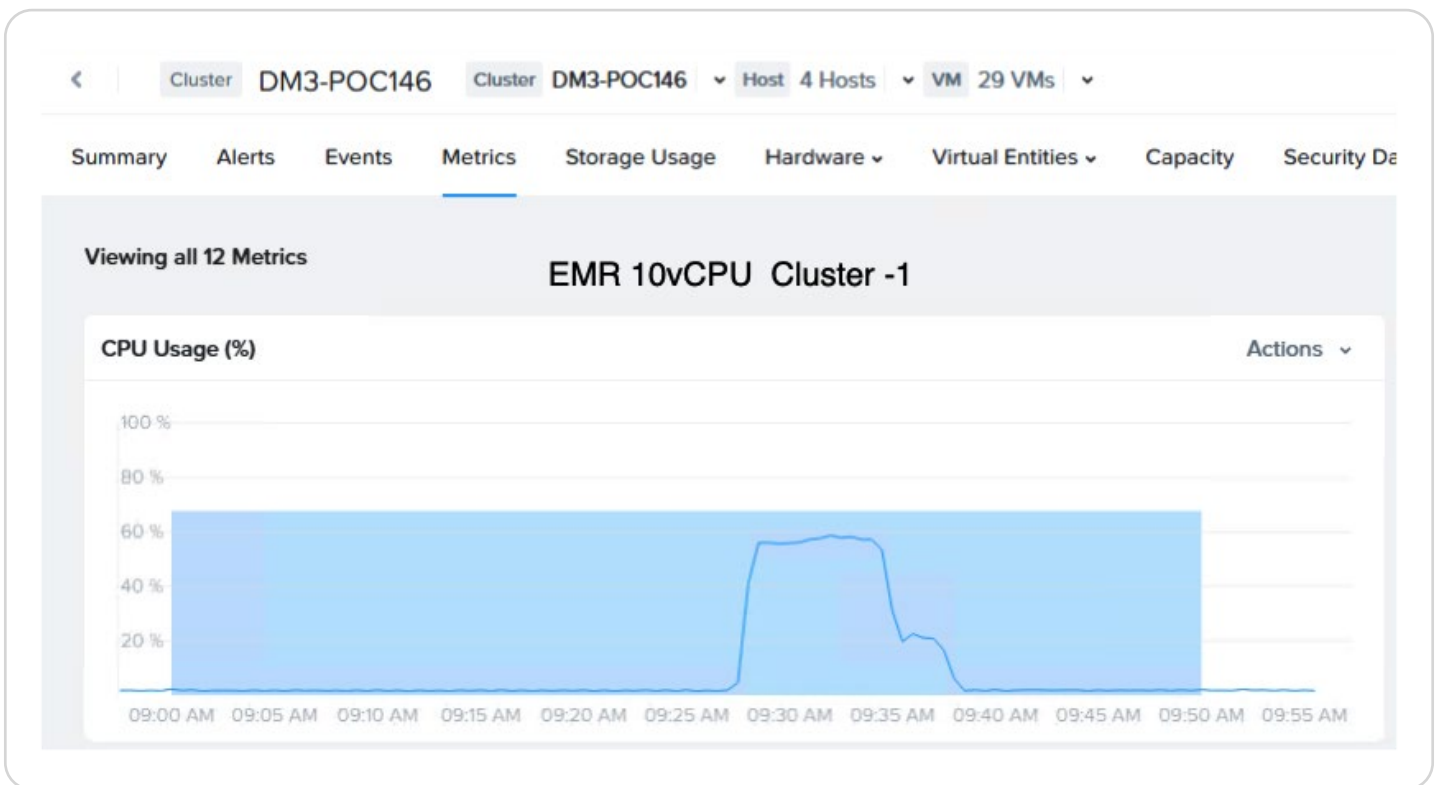 Cluster DM3-POC146 Cluster DM3-POC146 Host 4 Hosts VM 29 VMs
Summary Alerts Events Metrics Storage Usage Hardware Virtual Entities Capacity Security Da
Viewing all 12 Metrics
EMR 10vCPU Cluster -1
CPU Usage (%) Actions
100 %
80 %
60 %
40 %
20 %
09:00 AM 09:05 AM 09:10 AM 09:15 AM 09:20 AM 09:25 AM 09:30 AM 09:35 AM 09:40 AM 09:45 AM 09:50 AM 09:55 AM